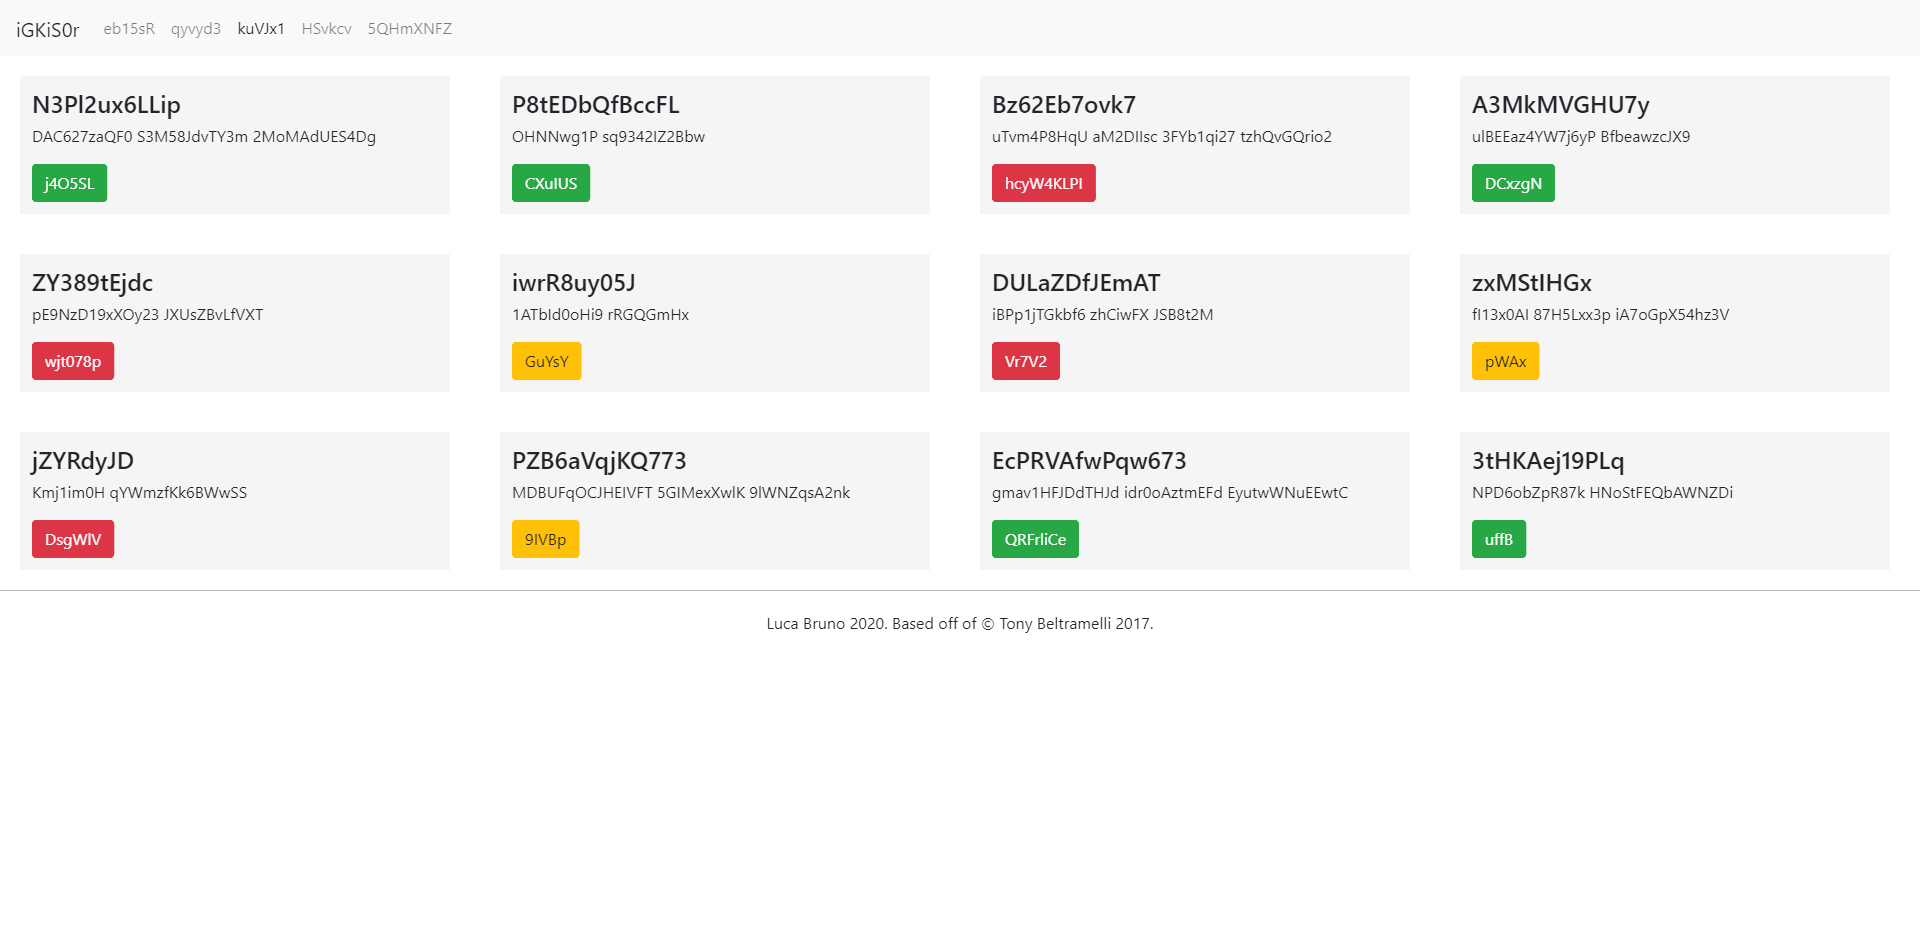 iGKiS0r eb15sR qyvyd3 kuVJx1 HSvkcv 5QHmXNFZ
N3Pl2ux6LLip
DAC627zaQF0 S3M58JdvTY3m 2MoMAdUES4Dg
j4O5SL
P8tEDbQfBccFL
OHNNwg1P sq9342IZ2Bbw
CXuIUS
Bz62Eb7ovk7
uTvm4P8HqU aM2DIIsc 3FYb1qi27 tzhQvGQrio2
hcyW4KLPI
A3MkMVGHU7y
ulBEEaz4YW7j6yP BfbeawzcJX9
DCxzgN
ZY389tEjdc
pE9NzD19xXOy23 JXUsZBvLfVXT
wjt078p
iwrR8uy05J
1ATbId0oHi9 rRGQGmHx
GuYsY
DULaZDfJEmAT
iBPp1jTGkbf6 zhCiwFX JSB8t2M
Vr7V2
zxMStIHGx
fI13x0AI 87H5Lxx3p iA7oGpX54hz3V
pWAx
jZYRdyJD
Kmj1im0H qYWmzfKk6BWwSS
DsgWlV
PZB6aVqjKQ773
MDBUFqOCJHEIVFT 5GIMexXwlK 9lWNZqsA2nk
9IVBp
EcPRVAfwPqw673
gmav1HFJDdTHJd idr0oAztmEFd EyutwWNuEEwtC
QRFrliCe
3tHKAej19PLq
NPD6obZpR87k HNoStFEQbAWNZDi
uffB
Luca Bruno 2020. Based off of © Tony Beltramelli 2017.